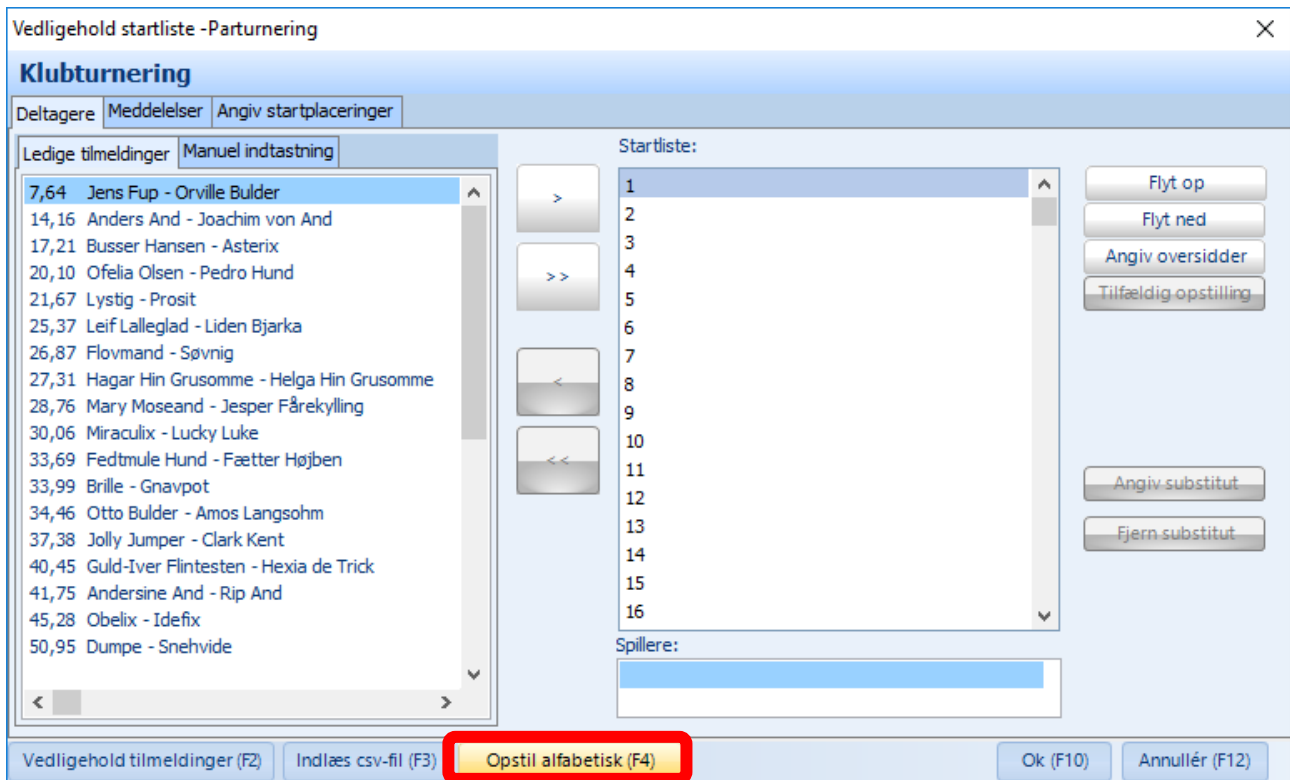 Vedligehold startliste -Parturnering
Klubturnering
Deltagere Meddelelser Angiv startplaceringer
Ledige tilmeldinger Manuel indtastning
7,64 Jens Fup - Orville Bulder
14,16 Anders And - Joachim von And
17,21 Busser Hansen - Asterix
20,10 Ofelia Olsen - Pedro Hund
21,67 Lystig - Prosit
25,37 Leif Lalleglad - Liden Bjarka
26,87 Flovmand - Søvnig
27,31 Hagar Hin Grusomme - Helga Hin Grusomme
28,76 Mary Moseand - Jesper Fårekylling
30,06 Miraculix - Lucky Luke
33,69 Fedtmule Hund - Fætter Højben
33,99 Brille - Gnavpot
34,46 Otto Bulder - Amos Langsohm
37,38 Jolly Jumper - Clark Kent
40,45 Guld-Iver Flintesten - Hexia de Trick
41,75 Andersine And - Rip And
45,28 Obelix - Idefix
50,95 Dumpe - Snehvide
>
>>
<
<<
Startliste:
1
2
3
4
5
6
7
8
9
10
11
12
13
14
15
16
Spillere:
Flyt op
Flyt ned
Angiv oversidder
Tilfældig opstilling
Angiv substitut
Fjern substitut
Vedligehold tilmeldinger (F2) Indlæs csv-fil (F3) Opstil alfabetisk (F4) Ok (F10) Annullér (F12)